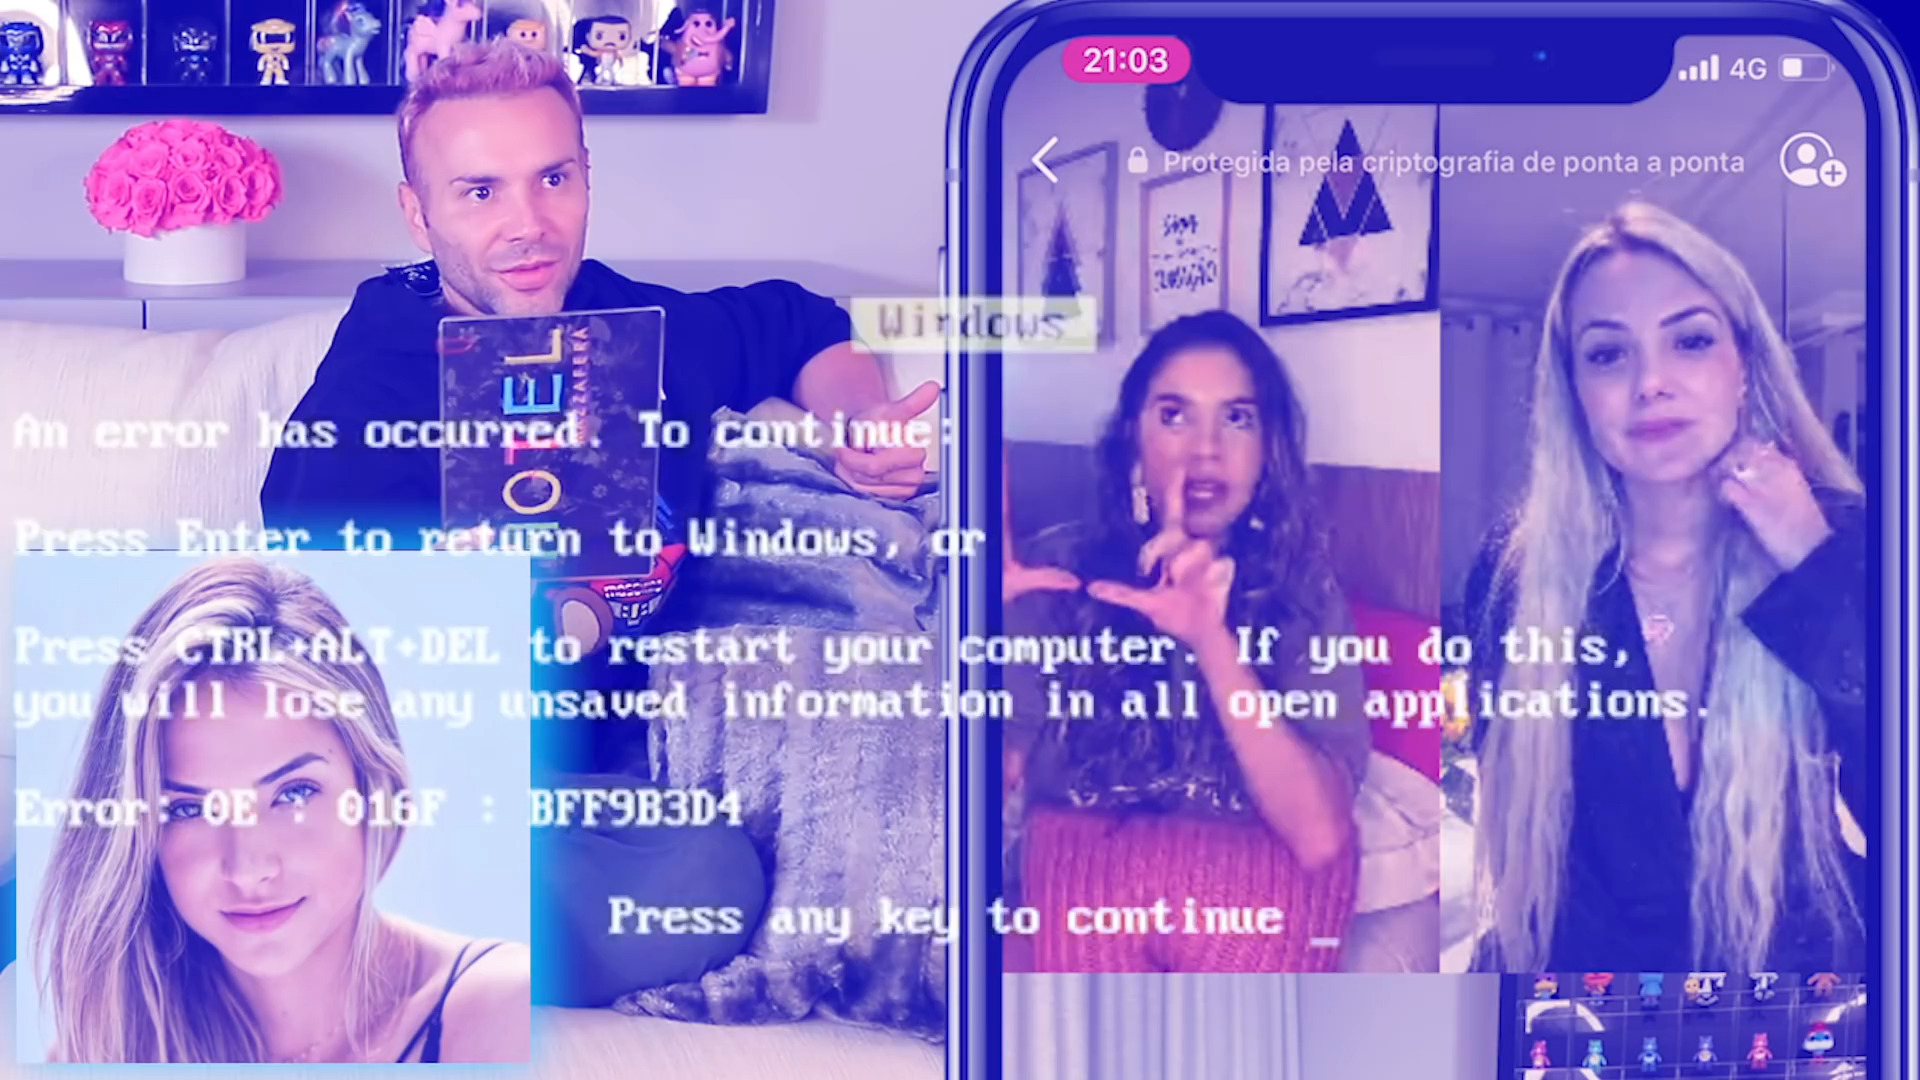 21:03
4G
Protegida pela criptografia de ponta a ponta
Windows
HOTEL
MAZZAFERA
An error has occurred. To continue:
Press Enter to return to Windows, or
Press CTRL+ALT+DEL to restart your computer. If you do this,
you will lose any unsaved information in all open applications.
Error: 0E : 016F : BFF9B3D4
Press any key to continue _